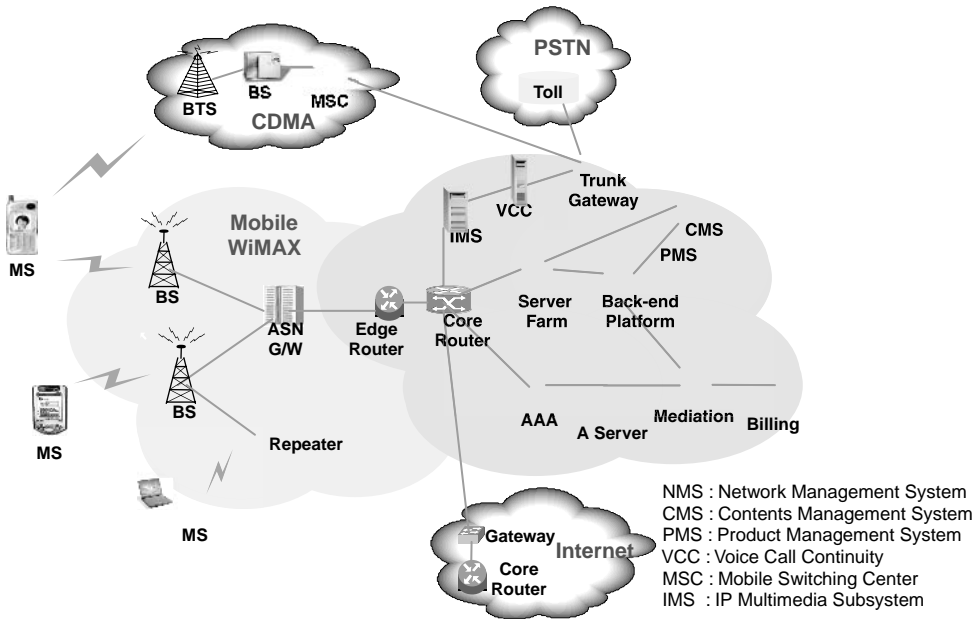 PSTN
Toll
BTS
BS
MSC
CDMA
Trunk
Gateway
VCC
IMS
CMS
PMS
Mobile
WiMAX
MS
BS
ASN
G/W
Edge
Router
Core
Router
Server
Farm
Back-end
Platform
MS
BS
Repeater
AAA
A Server
Mediation
Billing
MS
Gateway
Internet
Core
Router
NMS : Network Management System
CMS : Contents Management System
PMS : Product Management System
VCC : Voice Call Continuity
MSC : Mobile Switching Center
IMS : IP Multimedia Subsystem